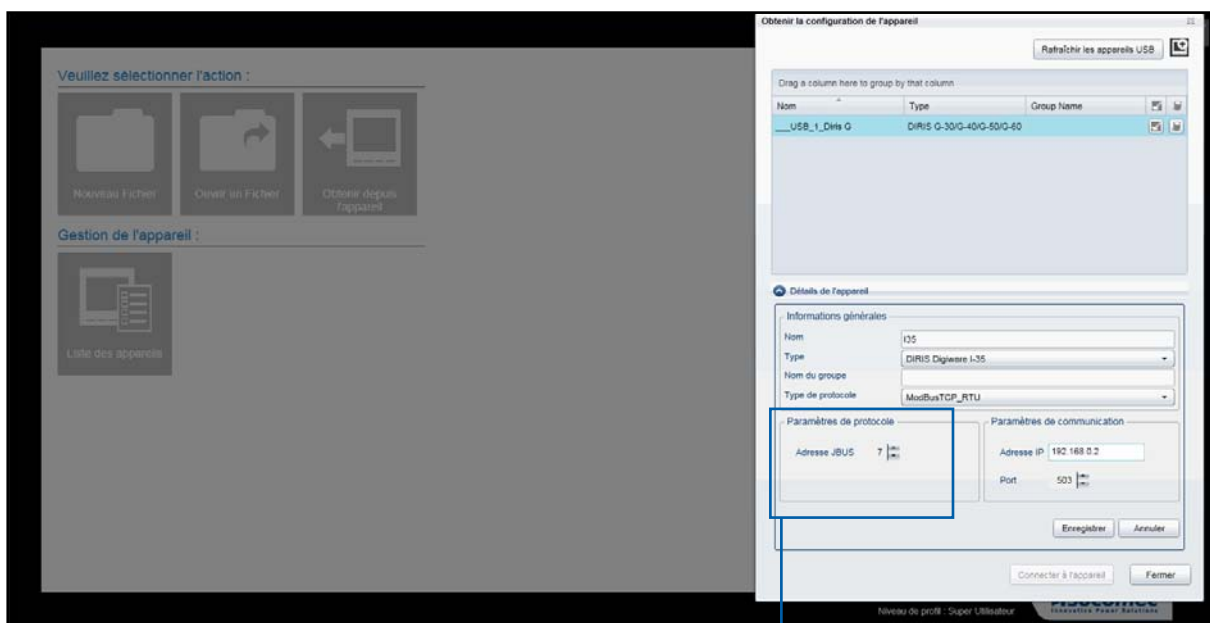 Obtenir la configuration de l'appareil
Rafraîchir les appareils USB
Veuillez sélectionner l'action :
Drag a column here to group by that column
Nom Type Group Name
___USB_1_Diris G DIRIS G-30/G-40/G-50/G-60
Nouveau Fichier
Ouvrir un Fichier
Obtenir depuis
l'appareil
Gestion de l'appareil :
Liste des appareils
Détails de l'appareil
Informations générales
Nom I35
Type DIRIS Digiware I-35
Nom du groupe
Type de protocole ModBusTCP_RTU
Paramètres de protocole
Adresse JBUS 7
Paramètres de communication
Adresse IP 192.168.0.2
Port 503
Enregistrer Annuler
Connecter à l'appareil Fermer
Niveau de profil : Super Utilisateur
Innovative Power Solutions